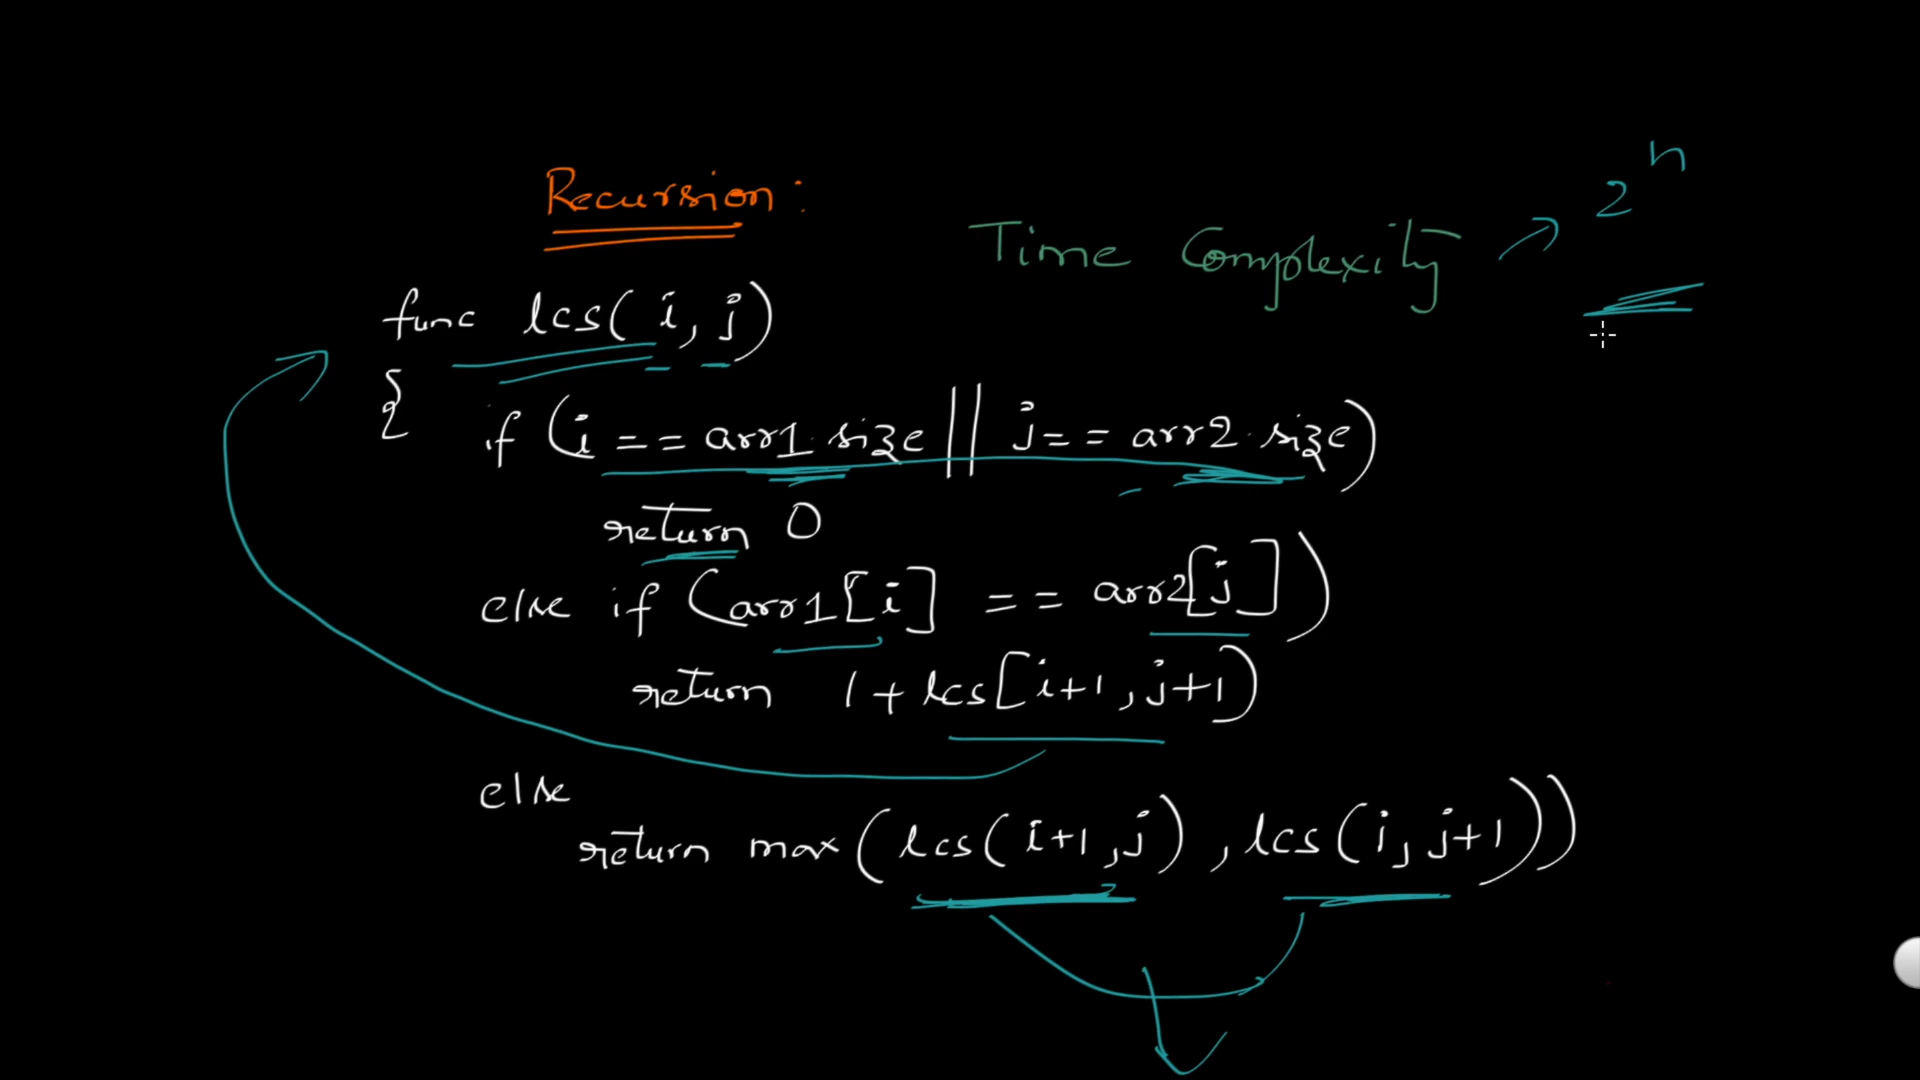 Recursion:
Time Complexity
2^n
func lcs(i, j)
{
if (i == arr1.size || j == arr2.size)
return 0
else if (arr1[i] == arr2[j])
return 1 + lcs[i+1, j+1)
else
return max(lcs(i+1, j), lcs(i, j+1))